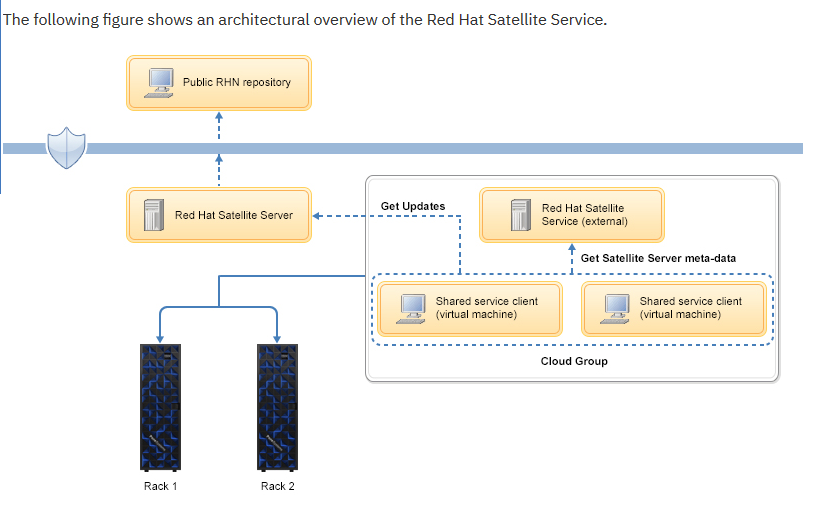 The following figure shows an architectural overview of the Red Hat Satellite Service.
Public RHN repository
Red Hat Satellite Server
Get Updates
Red Hat Satellite
Service (external)
Get Satellite Server meta-data
Shared service client
(virtual machine)
Shared service client
(virtual machine)
Cloud Group
Rack 1
Rack 2